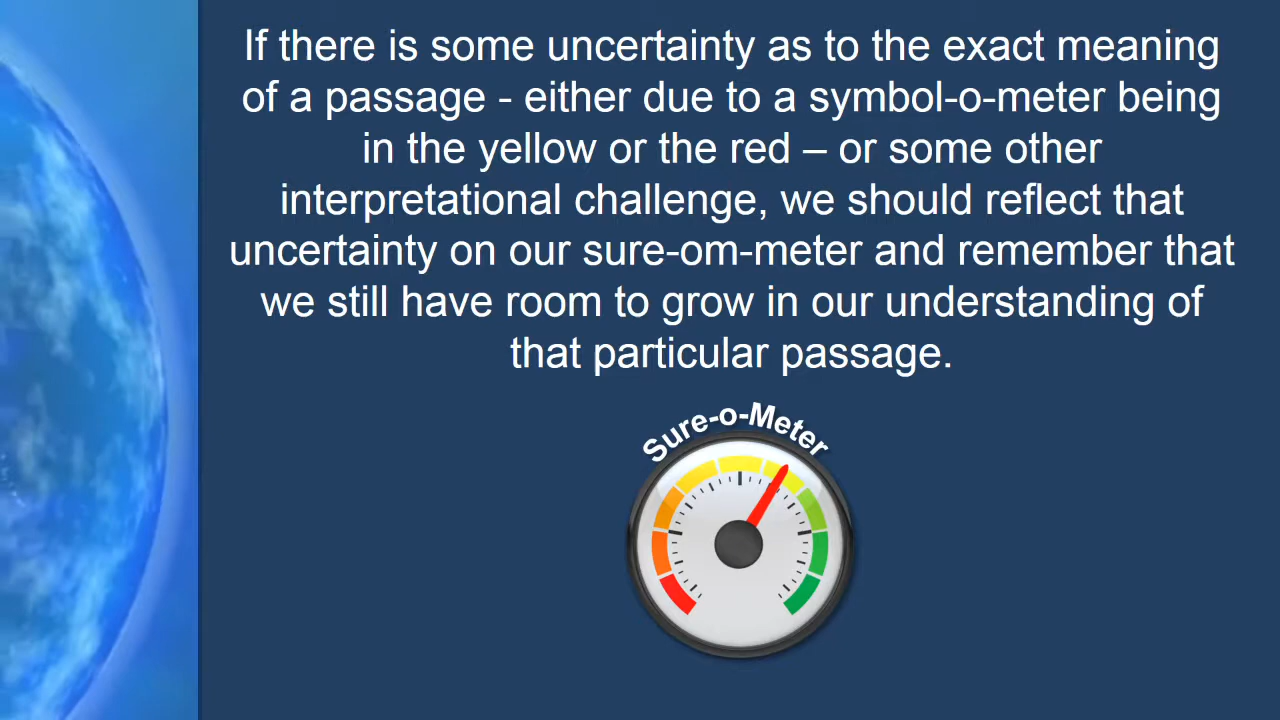 If there is some uncertainty as to the exact meaning
of a passage - either due to a symbol-o-meter being
in the yellow or the red – or some other
interpretational challenge, we should reflect that
uncertainty on our sure-om-meter and remember that
we still have room to grow in our understanding of
that particular passage.
Sure-o-Meter